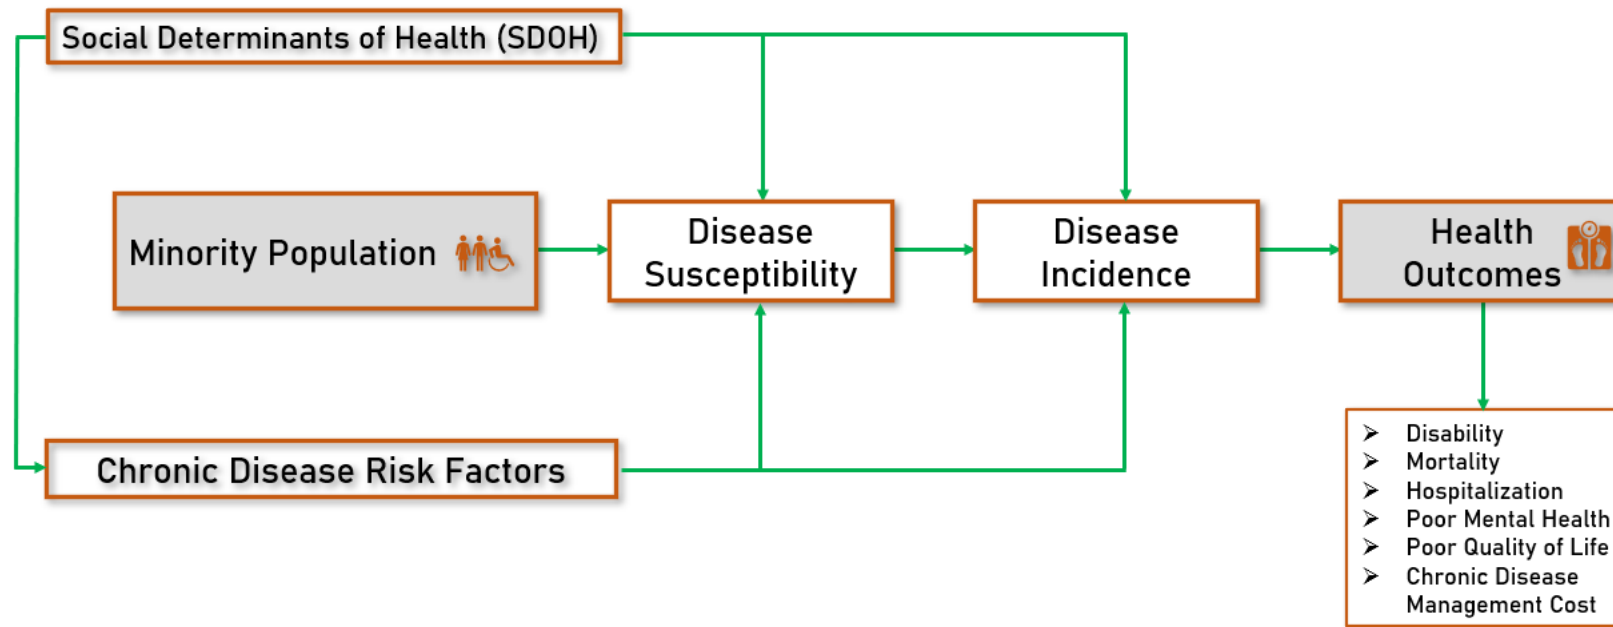 Social Determinants of Health (SDOH)
Minority Population
Disease
Susceptibility
Disease
Incidence
Health
Outcomes
Chronic Disease Risk Factors
➢ Disability
➢ Mortality
➢ Hospitalization
➢ Poor Mental Health
➢ Poor Quality of Life
➢ Chronic Disease
Management Cost